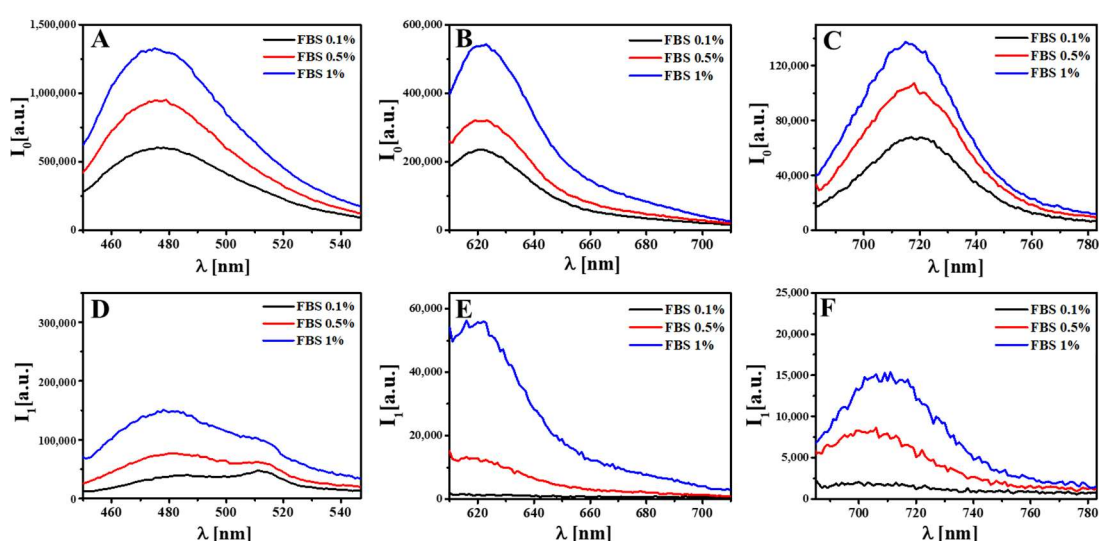 A
1,500,000
1,000,000
500,000
0
I0 [a.u.]
460 480 500 520 540
λ [nm]
FBS 0.1%
FBS 0.5%
FBS 1%
B
600,000
400,000
200,000
0
I0 [a.u.]
620 640 660 680 700
λ [nm]
FBS 0.1%
FBS 0.5%
FBS 1%
C
120,000
90,000
60,000
30,000
0
I0 [a.u.]
700 720 740 760 780
λ [nm]
FBS 0.1%
FBS 0.5%
FBS 1%
D
300,000
200,000
100,000
0
I1 [a.u.]
460 480 500 520 540
λ [nm]
FBS 0.1%
FBS 0.5%
FBS 1%
E
60,000
40,000
20,000
0
I1 [a.u.]
620 640 660 680 700
λ [nm]
FBS 0.1%
FBS 0.5%
FBS 1%
F
25,000
20,000
15,000
10,000
5,000
0
I1 [a.u.]
700 720 740 760 780
λ [nm]
FBS 0.1%
FBS 0.5%
FBS 1%